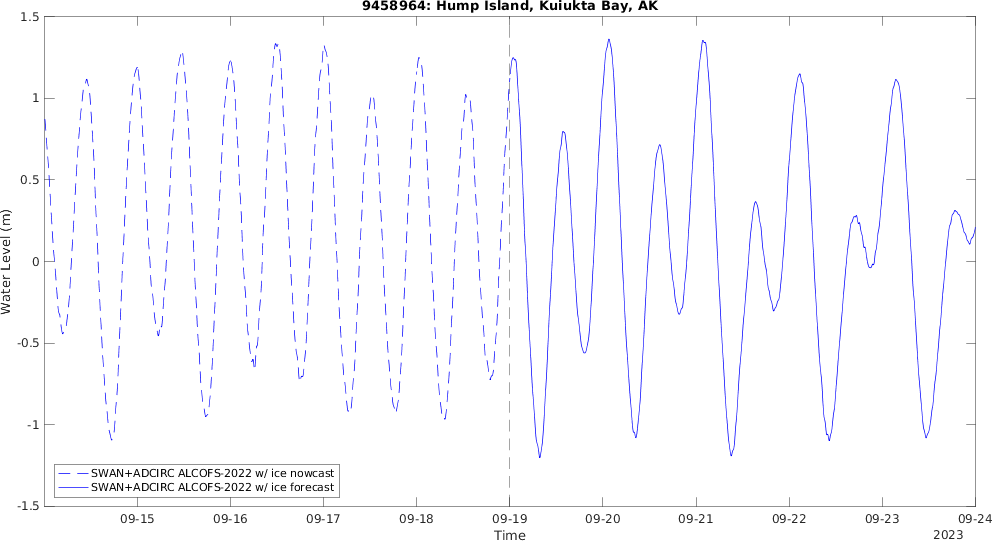 9458964: Hump Island, Kuiukta Bay, AK
1.5
1
0.5
0
-0.5
-1
-1.5
Water Level (m)
SWAN+ADCIRC ALCOFS-2022 w/ ice nowcast
SWAN+ADCIRC ALCOFS-2022 w/ ice forecast
09-15 09-16 09-17 09-18 09-19 09-20 09-21 09-22 09-23 09-24
Time
2023